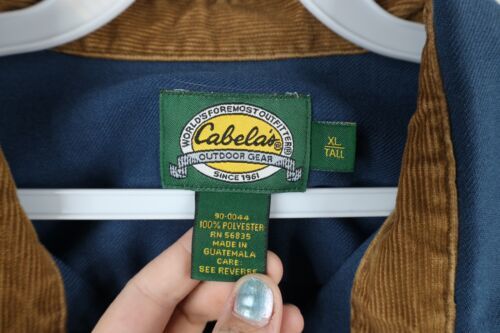 WORLD'S FOREMOST OUTFITTER®
Cabela's®
OUTDOOR GEAR
SINCE 1961
XL
TALL
90-0044
100% POLYESTER
RN 56835
MADE IN
GUATEMALA
CARE:
SEE REVERSE